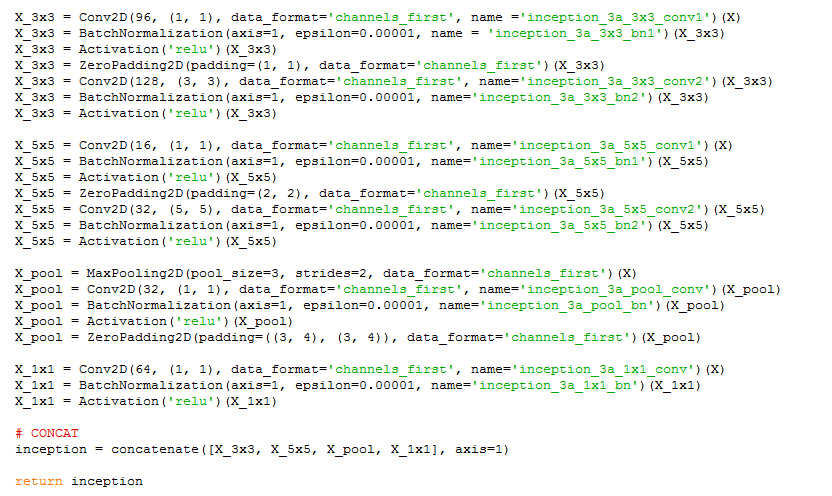 X_3x3 = Conv2D(96, (1, 1), data_format='channels_first', name ='inception_3a_3x3_conv1')(X)
X_3x3 = BatchNormalization(axis=1, epsilon=0.00001, name = 'inception_3a_3x3_bn1')(X_3x3)
X_3x3 = Activation('relu')(X_3x3)
X_3x3 = ZeroPadding2D(padding=(1, 1), data_format='channels_first')(X_3x3)
X_3x3 = Conv2D(128, (3, 3), data_format='channels_first', name='inception_3a_3x3_conv2')(X_3x3)
X_3x3 = BatchNormalization(axis=1, epsilon=0.00001, name='inception_3a_3x3_bn2')(X_3x3)
X_3x3 = Activation('relu')(X_3x3)

X_5x5 = Conv2D(16, (1, 1), data_format='channels_first', name='inception_3a_5x5_conv1')(X)
X_5x5 = BatchNormalization(axis=1, epsilon=0.00001, name='inception_3a_5x5_bn1')(X_5x5)
X_5x5 = Activation('relu')(X_5x5)
X_5x5 = ZeroPadding2D(padding=(2, 2), data_format='channels_first')(X_5x5)
X_5x5 = Conv2D(32, (5, 5), data_format='channels_first', name='inception_3a_5x5_conv2')(X_5x5)
X_5x5 = BatchNormalization(axis=1, epsilon=0.00001, name='inception_3a_5x5_bn2')(X_5x5)
X_5x5 = Activation('relu')(X_5x5)

X_pool = MaxPooling2D(pool_size=3, strides=2, data_format='channels_first')(X)
X_pool = Conv2D(32, (1, 1), data_format='channels_first', name='inception_3a_pool_conv')(X_pool)
X_pool = BatchNormalization(axis=1, epsilon=0.00001, name='inception_3a_pool_bn')(X_pool)
X_pool = Activation('relu')(X_pool)
X_pool = ZeroPadding2D(padding=((3, 4), (3, 4)), data_format='channels_first')(X_pool)

X_1x1 = Conv2D(64, (1, 1), data_format='channels_first', name='inception_3a_1x1_conv')(X)
X_1x1 = BatchNormalization(axis=1, epsilon=0.00001, name='inception_3a_1x1_bn')(X_1x1)
X_1x1 = Activation('relu')(X_1x1)

# CONCAT
inception = concatenate([X_3x3, X_5x5, X_pool, X_1x1], axis=1)

return inception